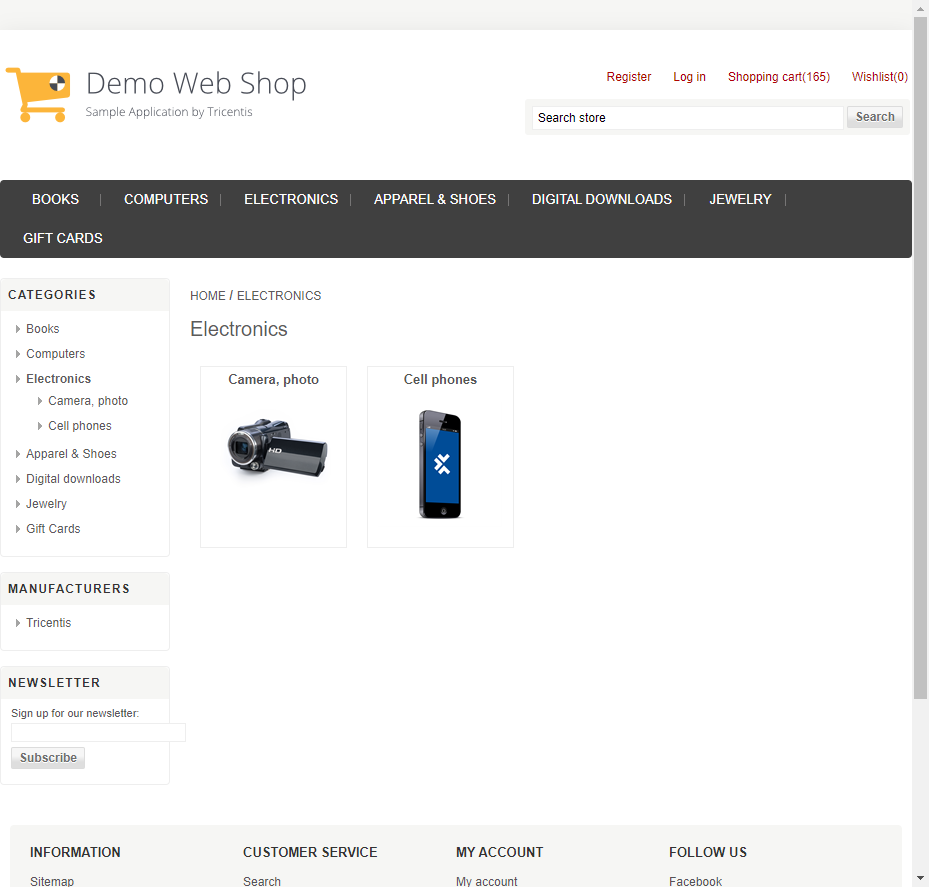 Demo Web Shop
Sample Application by Tricentis
Register Log in Shopping cart(165) Wishlist(0)
Search store Search
BOOKS COMPUTERS ELECTRONICS APPAREL & SHOES DIGITAL DOWNLOADS JEWELRY
GIFT CARDS
CATEGORIES
Books
Computers
Electronics
Camera, photo
Cell phones
Apparel & Shoes
Digital downloads
Jewelry
Gift Cards
MANUFACTURERS
Tricentis
NEWSLETTER
Sign up for our newsletter:
Subscribe
HOME / ELECTRONICS
Electronics
Camera, photo
HD
Cell phones
INFORMATION
Sitemap
CUSTOMER SERVICE
Search
MY ACCOUNT
My account
FOLLOW US
Facebook